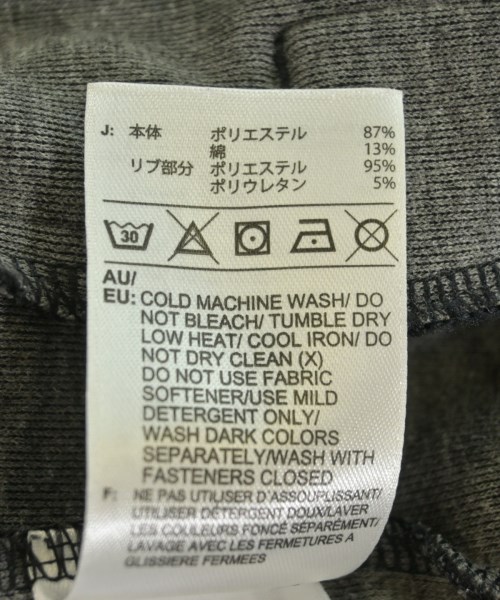 J: 本体 ポリエステル 87%
綿 13%
リブ部分 ポリエステル 95%
ポリウレタン 5%
30
AU/
EU: COLD MACHINE WASH/ DO
NOT BLEACH/ TUMBLE DRY
LOW HEAT/ COOL IRON/ DO
NOT DRY CLEAN (X)
DO NOT USE FABRIC
SOFTENER/USE MILD
DETERGENT ONLY/
WASH DARK COLORS
SEPARATELY/WASH WITH
FASTENERS CLOSED
F: NE PAS UTILISER D'ASSOUPLISSANT/
UTILISER DÉTERGENT DOUX/LAVER
LES COULEURS FONCÉ SÉPARÉMENT/
LAVAGE AVEC LES FERMETURES A
GLISSIERE FERMEES